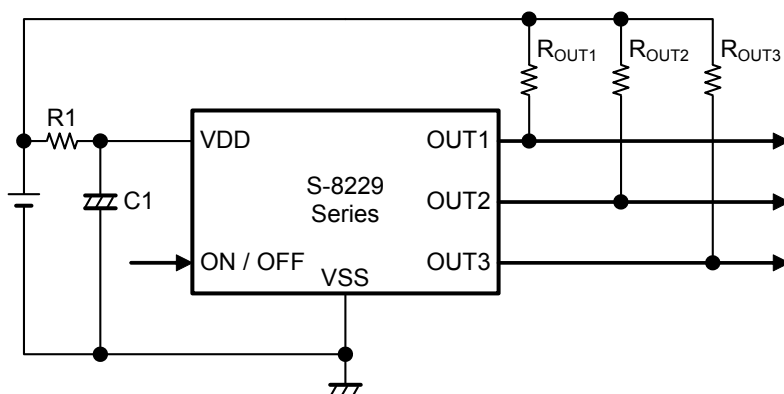 ROUT1
ROUT2
ROUT3
R1
VDD
OUT1
C1
S-8229
Series
OUT2
ON / OFF
OUT3
VSS